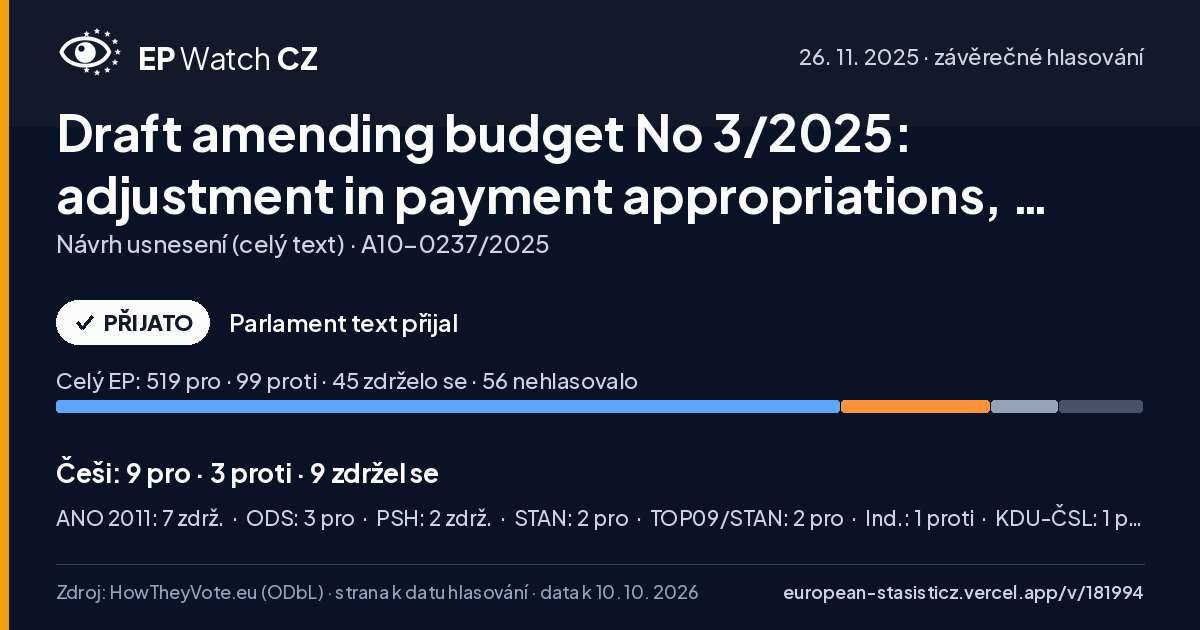 EP Watch CZ
26. 11. 2025 · závěrečné hlasování
Draft amending budget No 3/2025:
adjustment in payment appropriations, …
Návrh usnesení (celý text) · A10-0237/2025
✓ PŘIJATO
Parlament text přijal
Celý EP: 519 pro · 99 proti · 45 zdrželo se · 56 nehlasovalo
Češi: 9 pro · 3 proti · 9 zdržel se
ANO 2011: 7 zdrž. · ODS: 3 pro · PSH: 2 zdrž. · STAN: 2 pro · TOP09/STAN: 2 pro · Ind.: 1 proti · KDU-ČSL: 1 p…
Zdroj: HowTheyVote.eu (ODbL) · strana k datu hlasování · data k 10. 10. 2026
european-stasisticz.vercel.app/v/181994